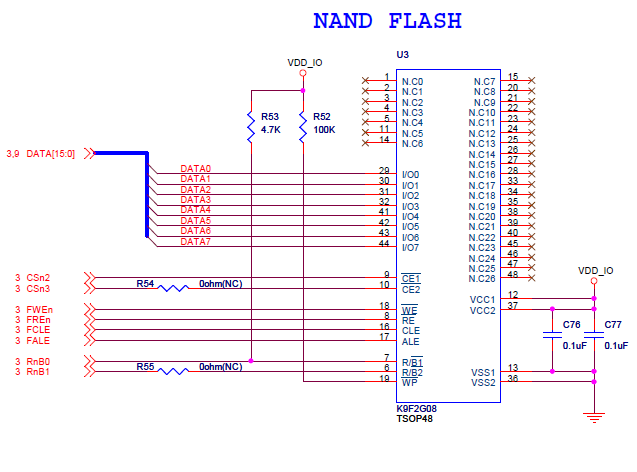 NAND FLASH
U3
VDD_IO
1 N.C0 N.C7 15
2 N.C1 N.C8 20
3 N.C2 N.C9 21
4 N.C3 N.C10 22
5 N.C4 N.C11 23
11 N.C5 N.C12 24
14 N.C6 N.C13 25
N.C14 26
N.C15 27
N.C16 28
N.C17 33
N.C18 34
N.C19 35
N.C20 38
N.C21 39
N.C22 40
N.C23 45
N.C24 46
N.C25 47
N.C26 48
R53
4.7K
R52
100K
3,9 DATA[15:0]
DATA0 29 I/O0
DATA1 30 I/O1
DATA2 31 I/O2
DATA3 32 I/O3
DATA4 41 I/O4
DATA5 42 I/O5
DATA6 43 I/O6
DATA7 44 I/O7
3 CSn2 9 CE1
3 CSn3 R54 0ohm(NC) 10 CE2
3 FWEn 18 WE
3 FREn 8 RE
3 FCLE 16 CLE
3 FALE 17 ALE
3 RnB0 7 R/B1
3 RnB1 R55 0ohm(NC) 6 R/B2
19 WP
VDD_IO
VCC1 12
VCC2 37
C76
0.1uF
C77
0.1uF
VSS1 13
VSS2 36
K9F2G08
TSOP48